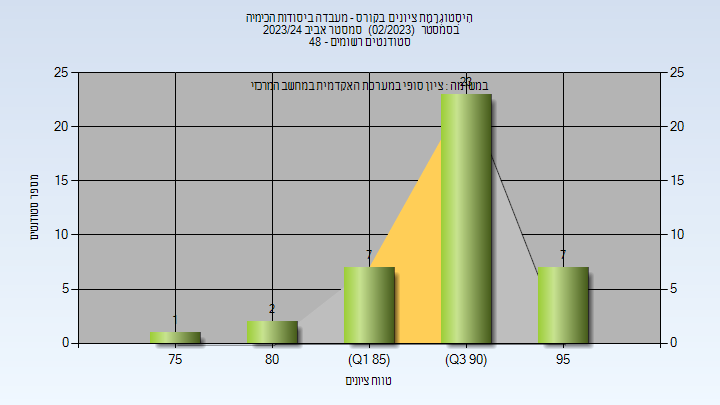 היסטוגרמת ציונים בקורס - מעבדה ביסודות הכימיה
בסמסטר (02/2023) סמסטר אביב 2023/24
סטודנטים רשומים - 48
במשימה : ציון סופי במערכת האקדמית במחשב המרכזי
25 25
20 20
15 15
10 10
5 5
0 0
מספר סטודנטים
1 2 7 23 7
75 80 (Q1 85) (Q3 90) 95
טווח ציונים